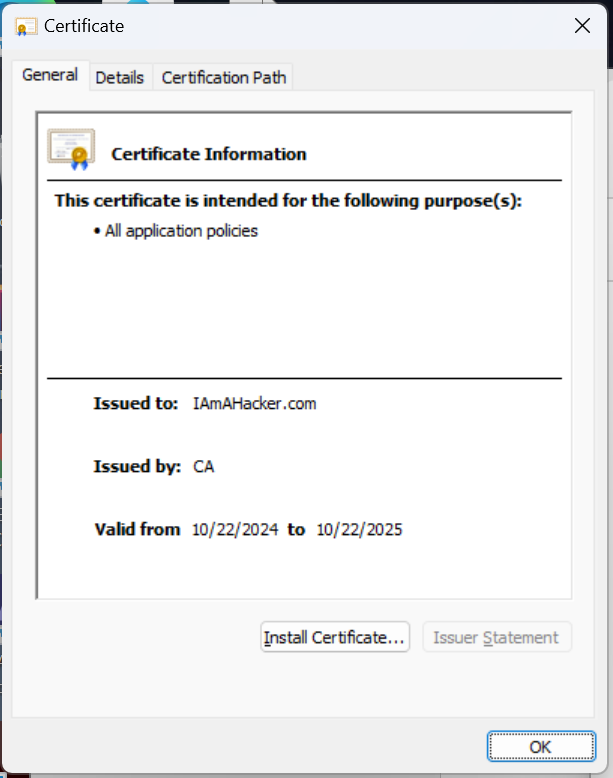 Certificate
General Details Certification Path
Certificate Information
This certificate is intended for the following purpose(s):
• All application policies
Issued to: IAmAHacker.com
Issued by: CA
Valid from 10/22/2024 to 10/22/2025
Install Certificate... Issuer Statement
OK